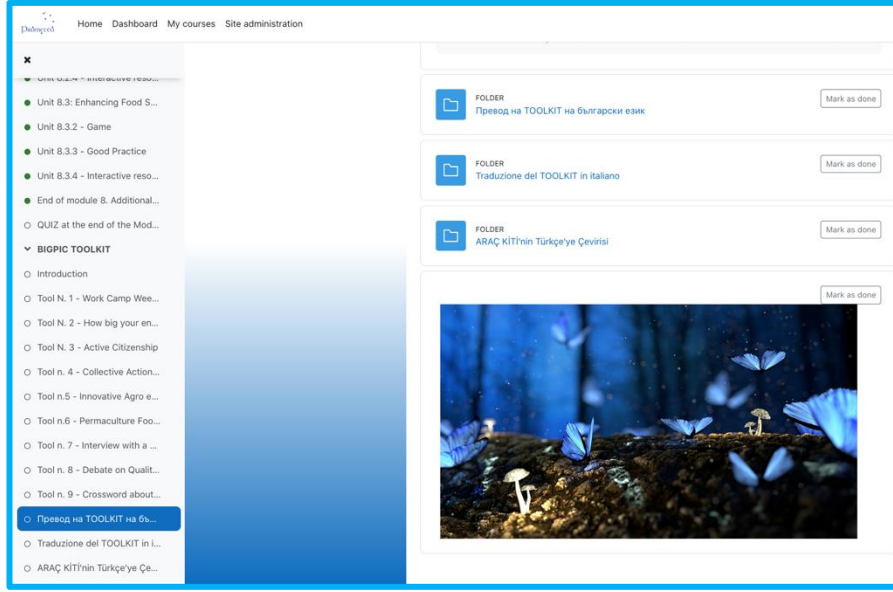 Home Dashboard My courses Site administration
Unit 8.2.4 - Interactive reso...
Unit 8.3: Enhancing Food S...
Unit 8.3.2 - Game
Unit 8.3.3 - Good Practice
Unit 8.3.4 - Interactive reso...
End of module 8. Additional...
QUIZ at the end of the Mod...
BIGPIC TOOLKIT
Introduction
Tool N. 1 - Work Camp Wee...
Tool N. 2 - How big your en...
Tool N. 3 - Active Citizenship
Tool n. 4 - Collective Action...
Tool n.5 - Innovative Agro e...
Tool n.6 - Permaculture Foo...
Tool n. 7 - Interview with a ...
Tool n. 8 - Debate on Qualit...
Tool n. 9 - Crossword about...
Превод на TOOLKIT на бъ...
Traduzione del TOOLKIT in i...
ARAÇ KİTİ'nin Türkçe'ye Çe...
FOLDER
Превод на TOOLKIT на български език
Mark as done
FOLDER
Traduzione del TOOLKIT in italiano
Mark as done
FOLDER
ARAÇ KİTİ'nin Türkçe'ye Çevirisi
Mark as done
Mark as done